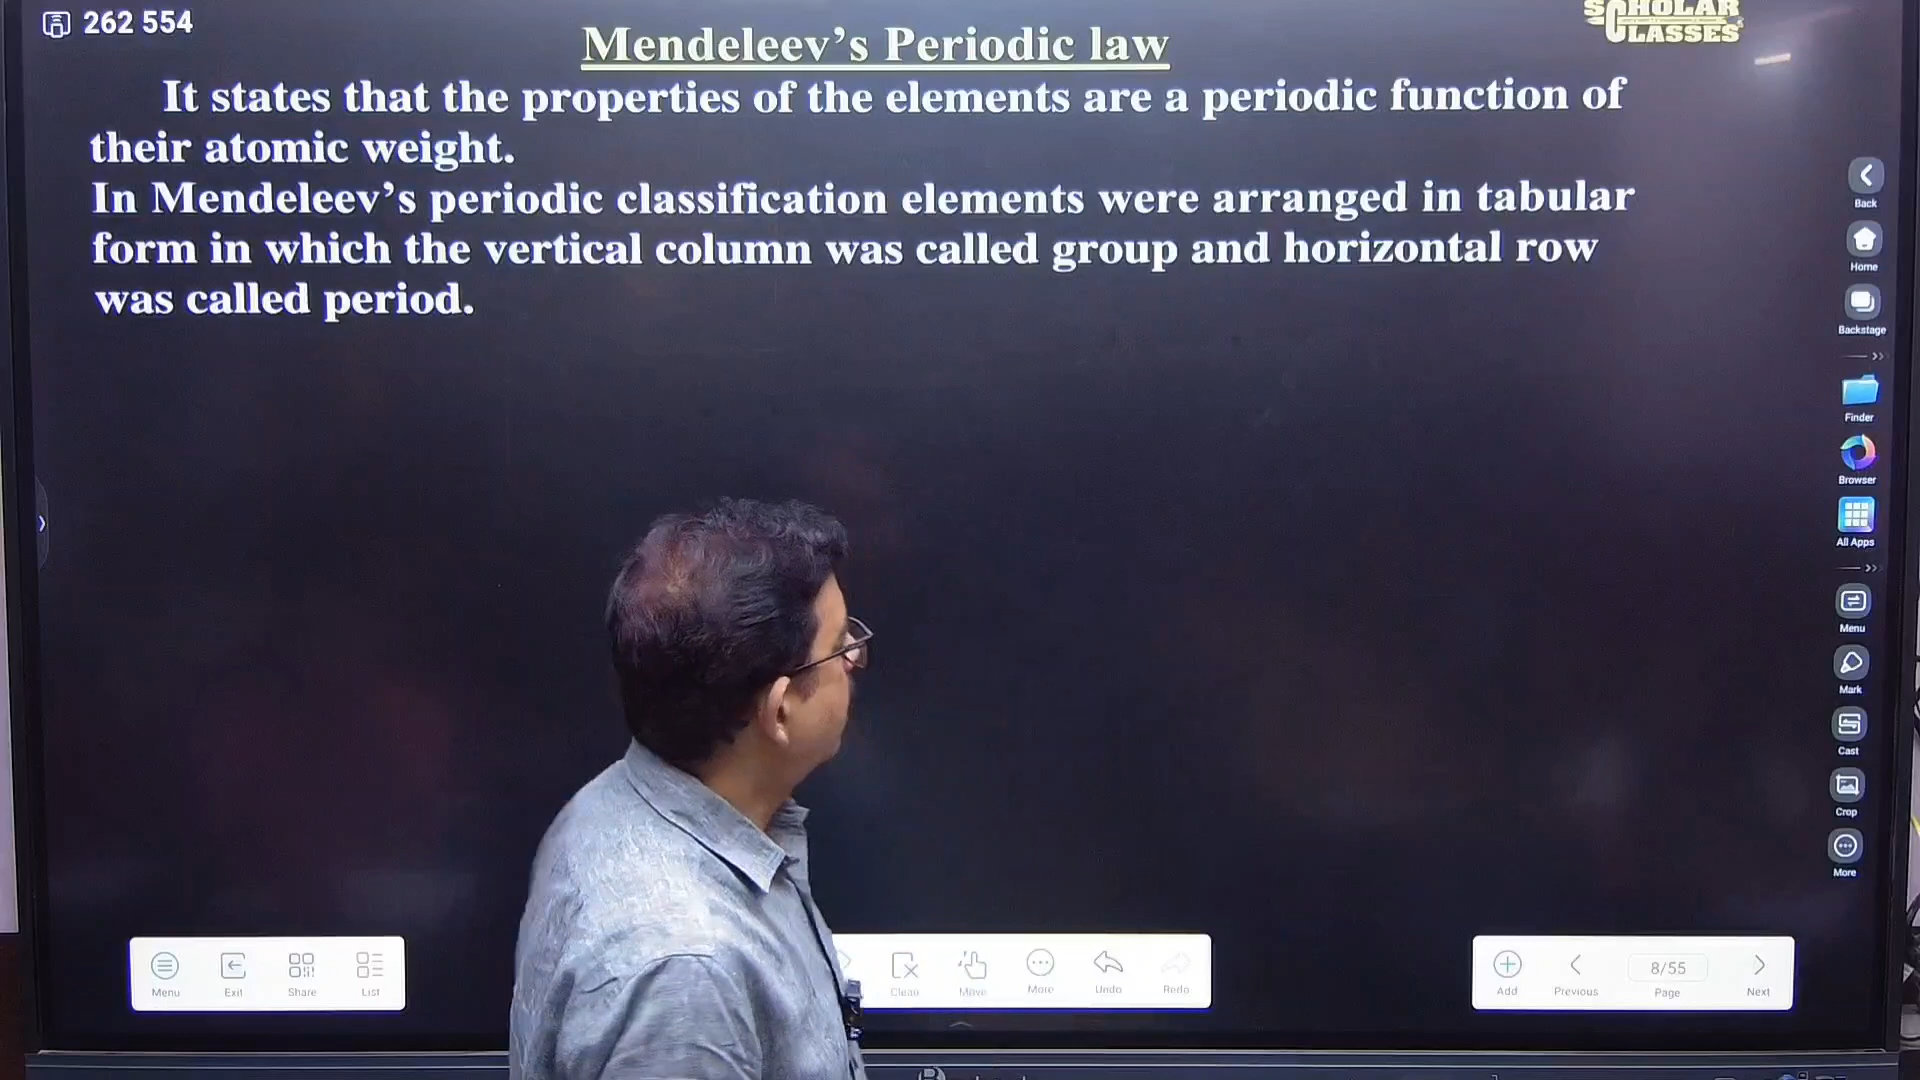 262 554
SCHOLAR
CLASSES
Mendeleev's Periodic law
It states that the properties of the elements are a periodic function of
their atomic weight.
In Mendeleev's periodic classification elements were arranged in tabular
form in which the vertical column was called group and horizontal row
was called period.
Back
Home
Backstage
Finder
Browser
All Apps
Menu
Mark
Cast
Crop
More
Menu Exit Share List
Clean Move More Undo Redo
Add Previous 8/55 Page Next